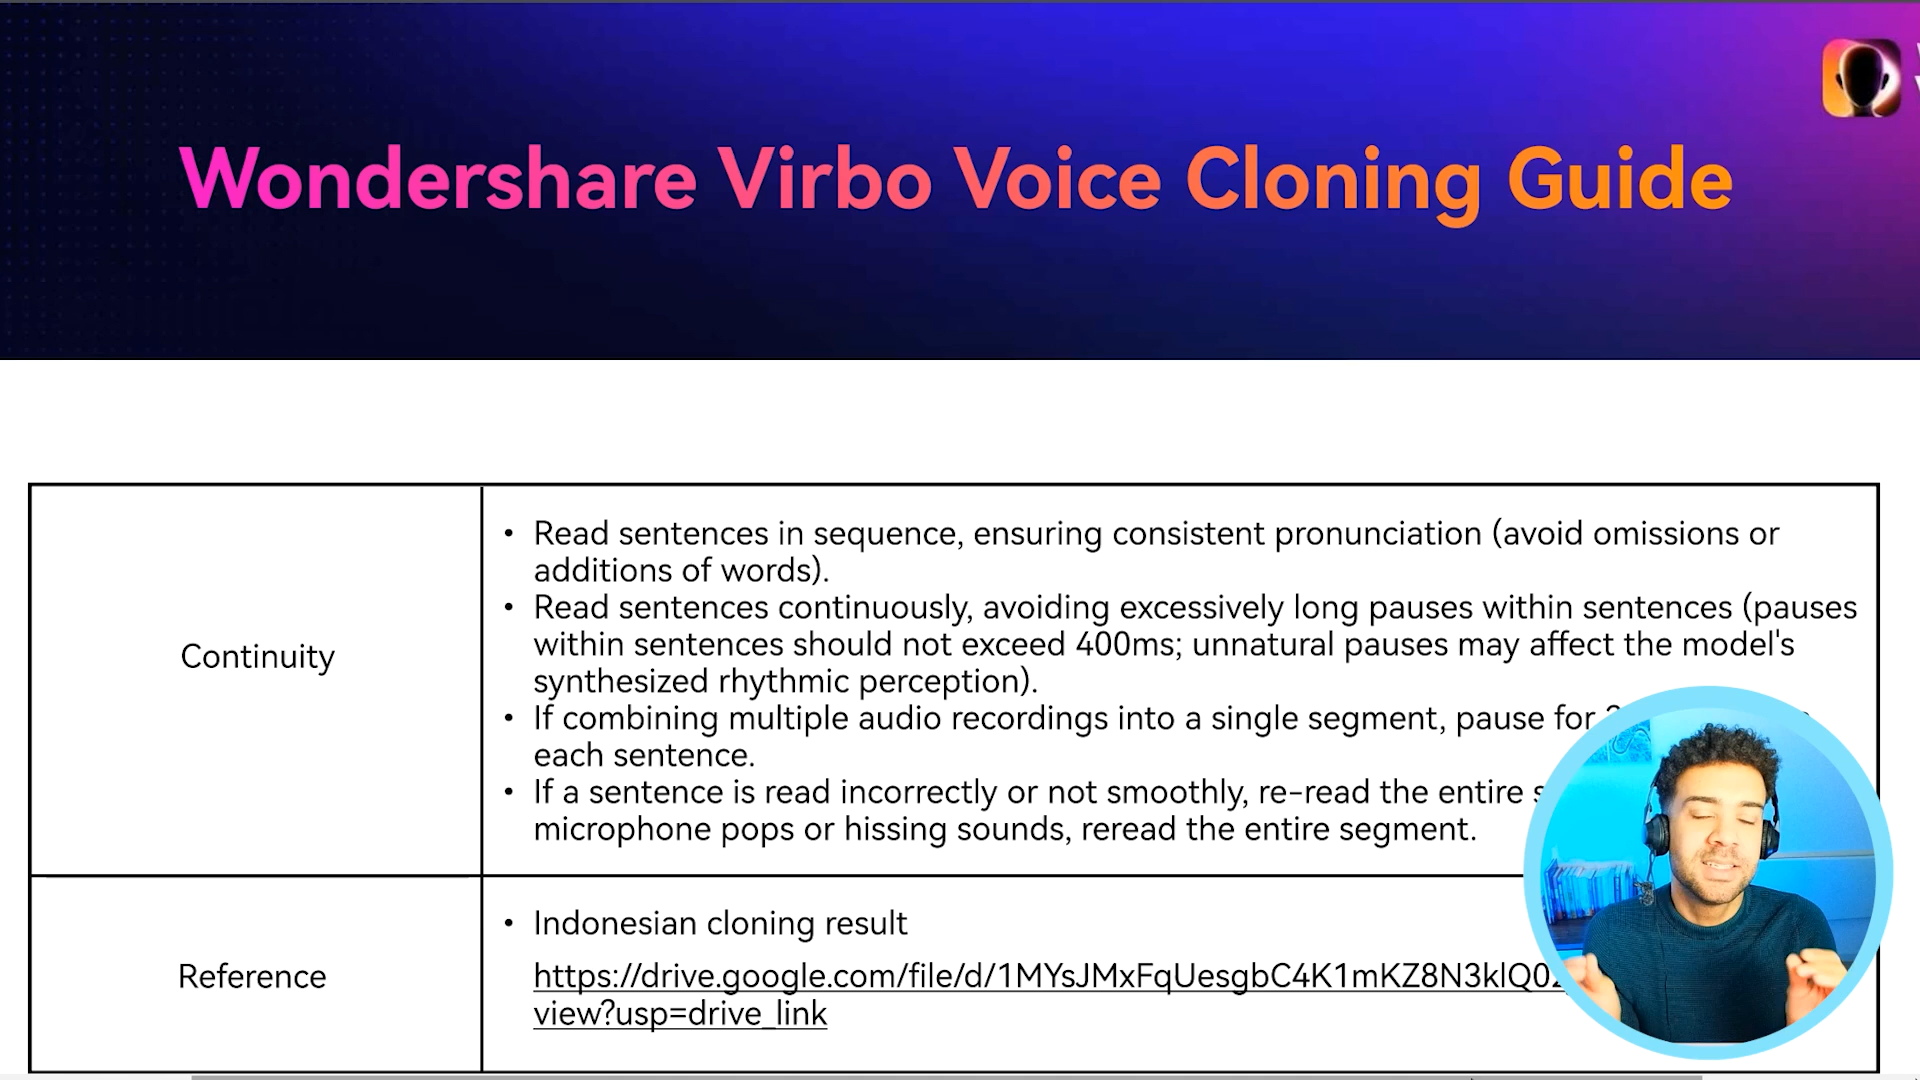 Wondershare Virbo Voice Cloning Guide
• Read sentences in sequence, ensuring consistent pronunciation (avoid omissions or
additions of words).
• Read sentences continuously, avoiding excessively long pauses within sentences (pauses
within sentences should not exceed 400ms; unnatural pauses may affect the model's
synthesized rhythmic perception).
• If combining multiple audio recordings into a single segment, pause for
each sentence.
• If a sentence is read incorrectly or not smoothly, re-read the entire
microphone pops or hissing sounds, reread the entire segment.
Continuity
• Indonesian cloning result
Reference
https://drive.google.com/file/d/1MYsJMxFqUesgbC4K1mKZ8N3klQ0
view?usp=drive_link